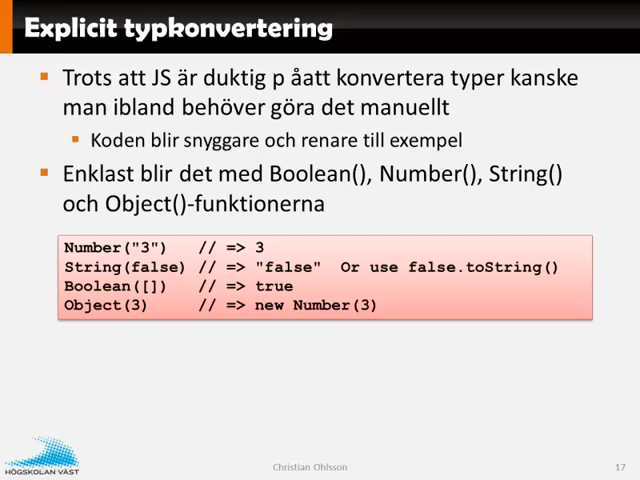 Explicit typkonvertering
Trots att JS är duktig p åatt konvertera typer kanske
man ibland behöver göra det manuellt
Koden blir snyggare och renare till exempel
Enklast blir det med Boolean(), Number(), String()
och Object()-funktionerna
Number("3") // => 3
String(false) // => "false" Or use false.toString()
Boolean([]) // => true
Object(3) // => new Number(3)
HÖGSKOLAN VÄST
Christian Ohlsson
17